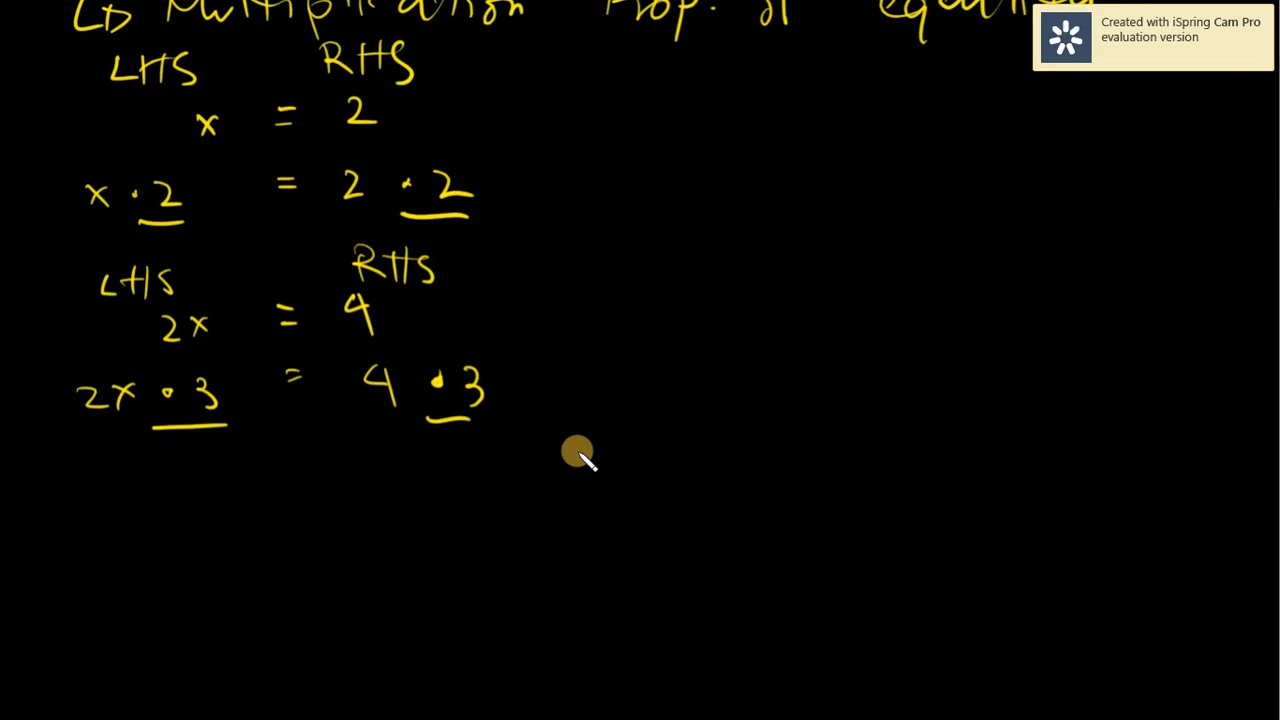 ↳ Multiplication Prop. of equality
Created with iSpring Cam Pro
evaluation version
LHS RHS
x = 2
x · 2 = 2 · 2
LHS RHS
2x = 4
2x · 3 = 4 · 3